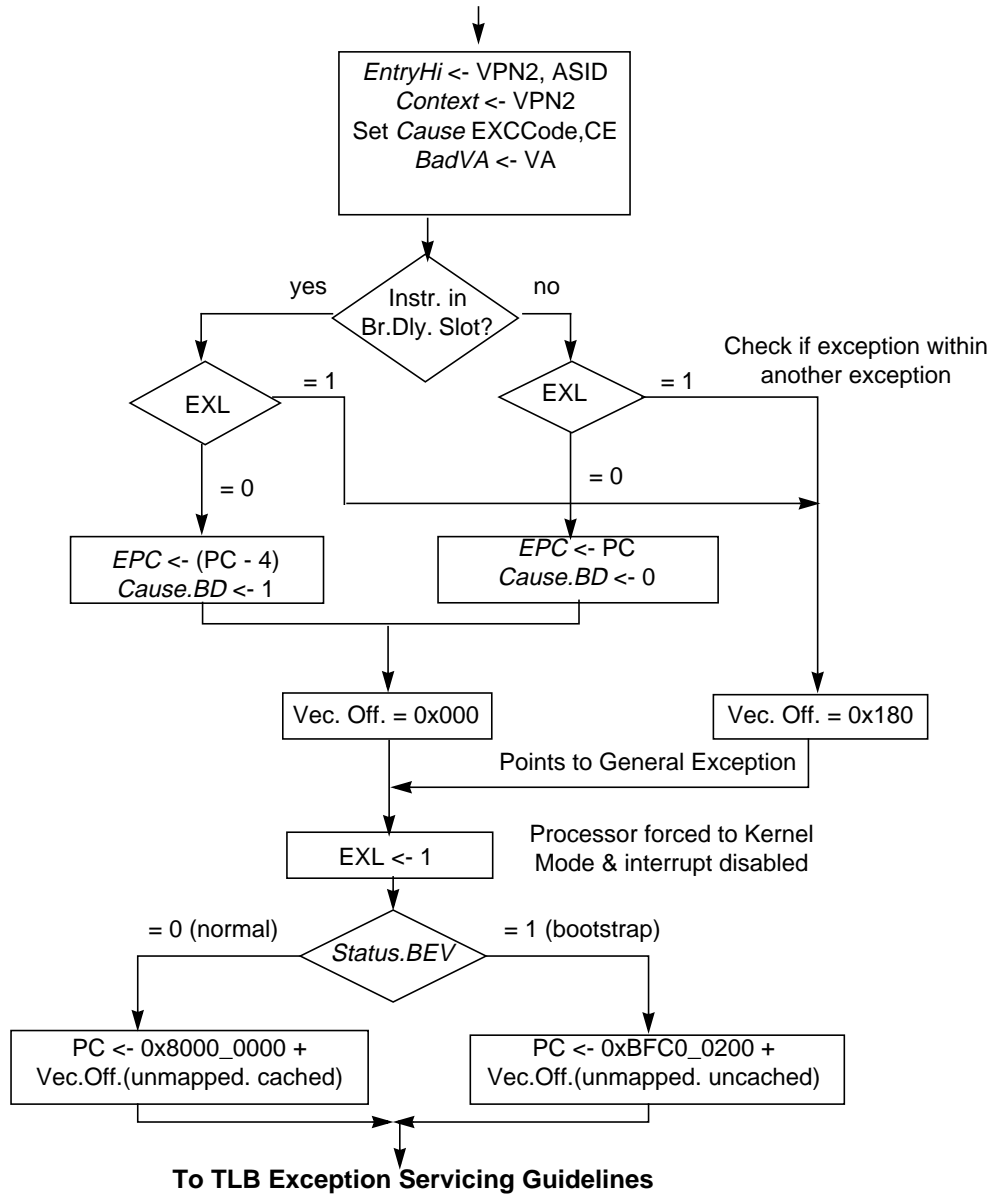 EntryHi <- VPN2, ASID
Context <- VPN2
Set Cause EXCCode,CE
BadVA <- VA
yes
Instr. in
Br.Dly. Slot?
no
Check if exception within
another exception
EXL
= 1
EXL
= 1
= 0
= 0
EPC <- (PC - 4)
Cause.BD <- 1
EPC <- PC
Cause.BD <- 0
Vec. Off. = 0x000
Vec. Off. = 0x180
Points to General Exception
EXL <- 1
Processor forced to Kernel
Mode & interrupt disabled
= 0 (normal)
Status.BEV
= 1 (bootstrap)
PC <- 0x8000_0000 +
Vec.Off.(unmapped. cached)
PC <- 0xBFC0_0200 +
Vec.Off.(unmapped. uncached)
To TLB Exception Servicing Guidelines